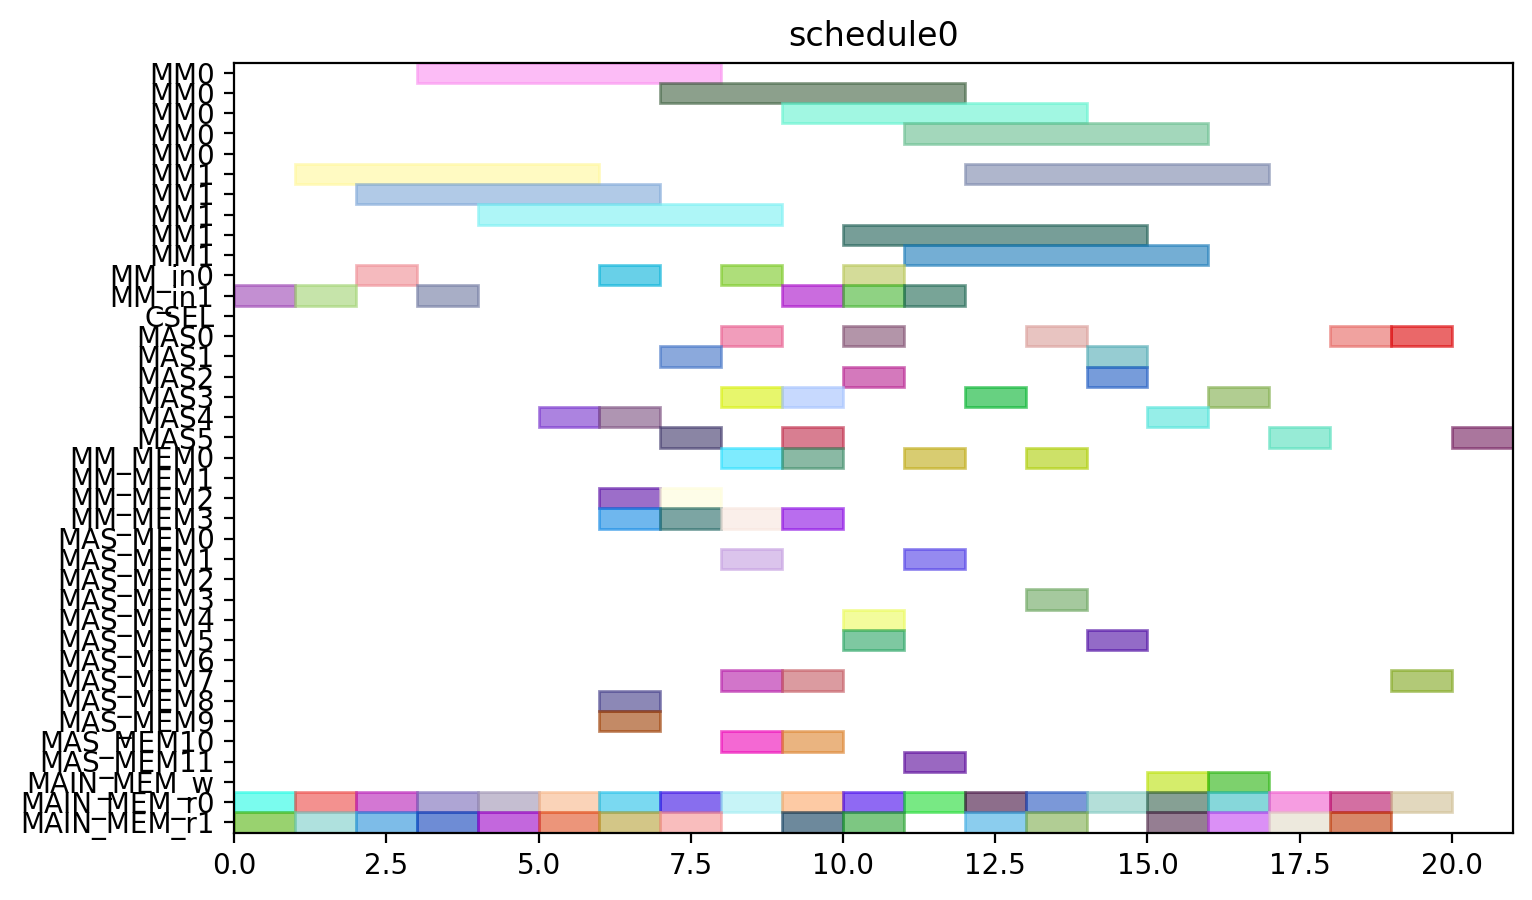 schedule0
MM0
MM0
MM0
MM0
MM0
MM1
MM1
MM1
MM1
MM1
MM_in0
MM_in1
CSEL
MAS0
MAS1
MAS2
MAS3
MAS4
MAS5
MM_MEM0
MM_MEM1
MM_MEM2
MM_MEM3
MAS_MEM0
MAS_MEM1
MAS_MEM2
MAS_MEM3
MAS_MEM4
MAS_MEM5
MAS_MEM6
MAS_MEM7
MAS_MEM8
MAS_MEM9
MAS_MEM10
MAS_MEM11
MAIN_MEM_w
MAIN_MEM_r0
MAIN_MEM_r1
0.0 2.5 5.0 7.5 10.0 12.5 15.0 17.5 20.0